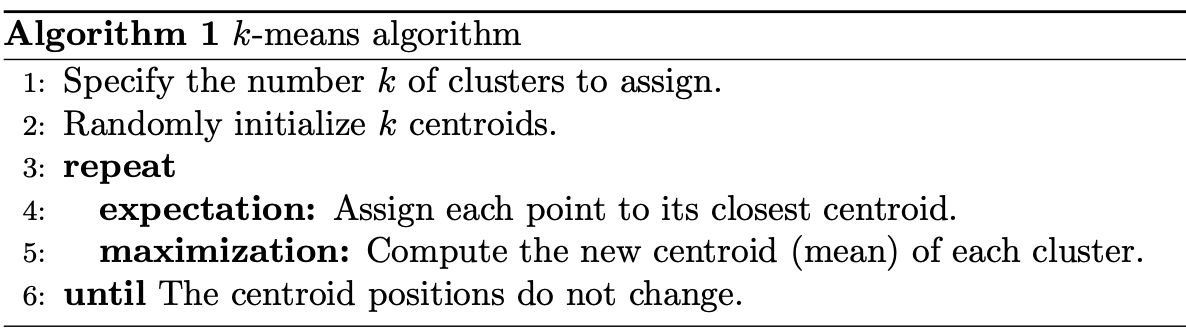 Algorithm 1 k-means algorithm
1: Specify the number k of clusters to assign.
2: Randomly initialize k centroids.
3: repeat
4: expectation: Assign each point to its closest centroid.
5: maximization: Compute the new centroid (mean) of each cluster.
6: until The centroid positions do not change.